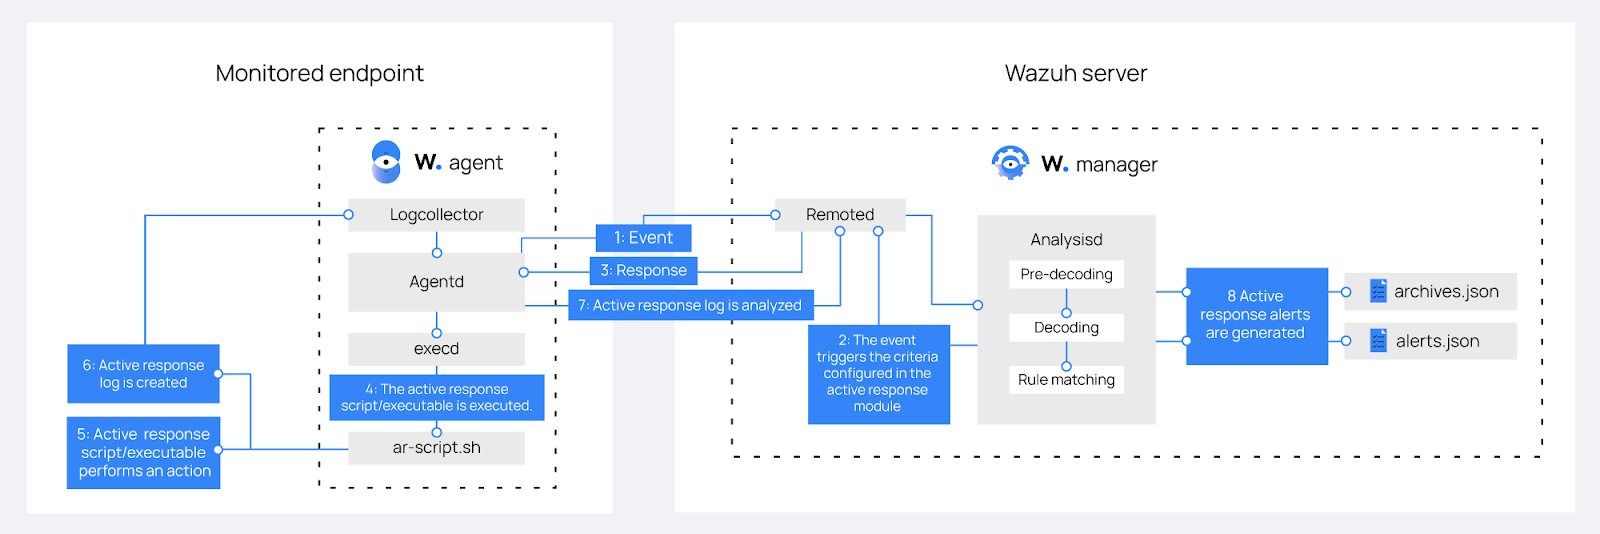 Monitored endpoint
W. agent
Logcollector
Agentd
execd
4: The active response
script/executable is executed.
ar-script.sh
6: Active response
log is created
5: Active response
script/executable
performs an action
1: Event
3: Response
7: Active response log is analyzed
Wazuh server
W. manager
Remoted
2: The event
triggers the criteria
configured in the
active response
module
Analysisd
Pre-decoding
Decoding
Rule matching
8 Active
response alerts
are generated
archives.json
alerts.json